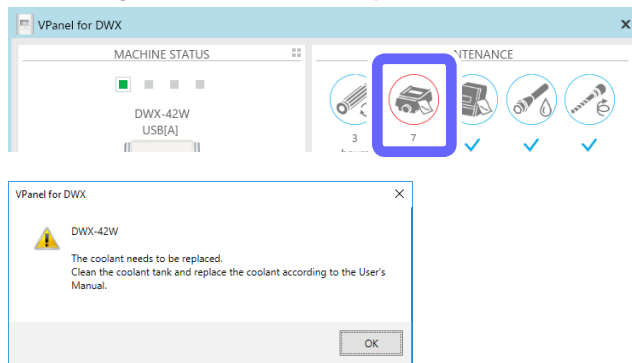 VPanel for DWX
MACHINE STATUS
NTENANCE
DWX-42W
USB[A]
3
7
VPanel for DWX
DWX-42W
The coolant needs to be replaced.
Clean the coolant tank and replace the coolant according to the User's
Manual.
OK